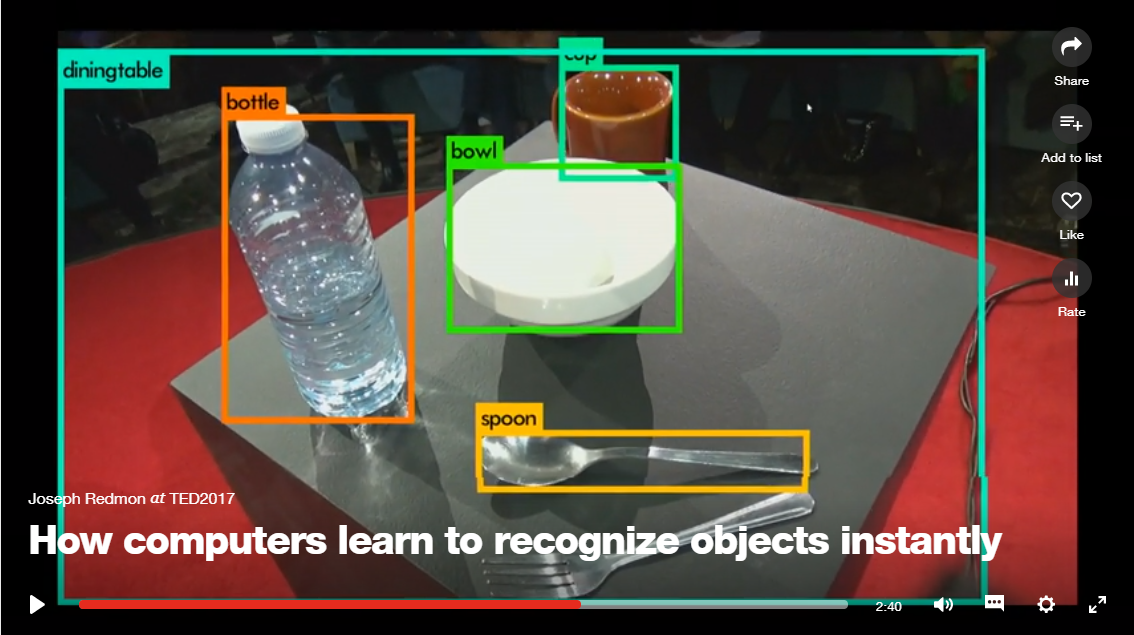 diningtable
cup
bottle
bowl
spoon
Share
Add to list
Like
Rate
Joseph Redmon at TED2017
How computers learn to recognize objects instantly
2:40